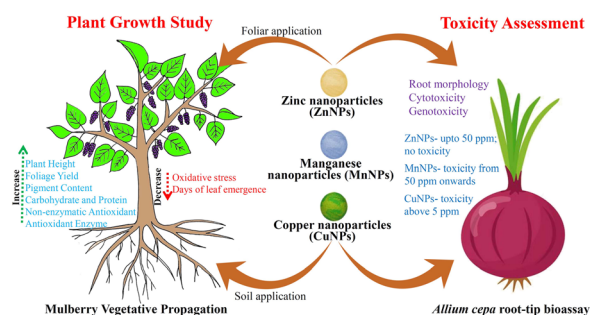 Plant Growth Study
Foliar application
Toxicity Assessment
Zinc nanoparticles
(ZnNPs)
Manganese
nanoparticles (MnNPs)
Copper nanoparticles
(CuNPs)
Increase
Plant Height
Foliage Yield
Pigment Content
Carbohydrate and Protein
Non-enzymatic Antioxidant
Antioxidant Enzyme
Decrease
Oxidative stress
Days of leaf emergence
Root morphology
Cytotoxicity
Genotoxicity
ZnNPs- upto 50 ppm;
no toxicity
MnNPs- toxicity from
50 ppm onwards
CuNPs- toxicity
above 5 ppm
Mulberry Vegetative Propagation
Soil application
Allium cepa root-tip bioassay